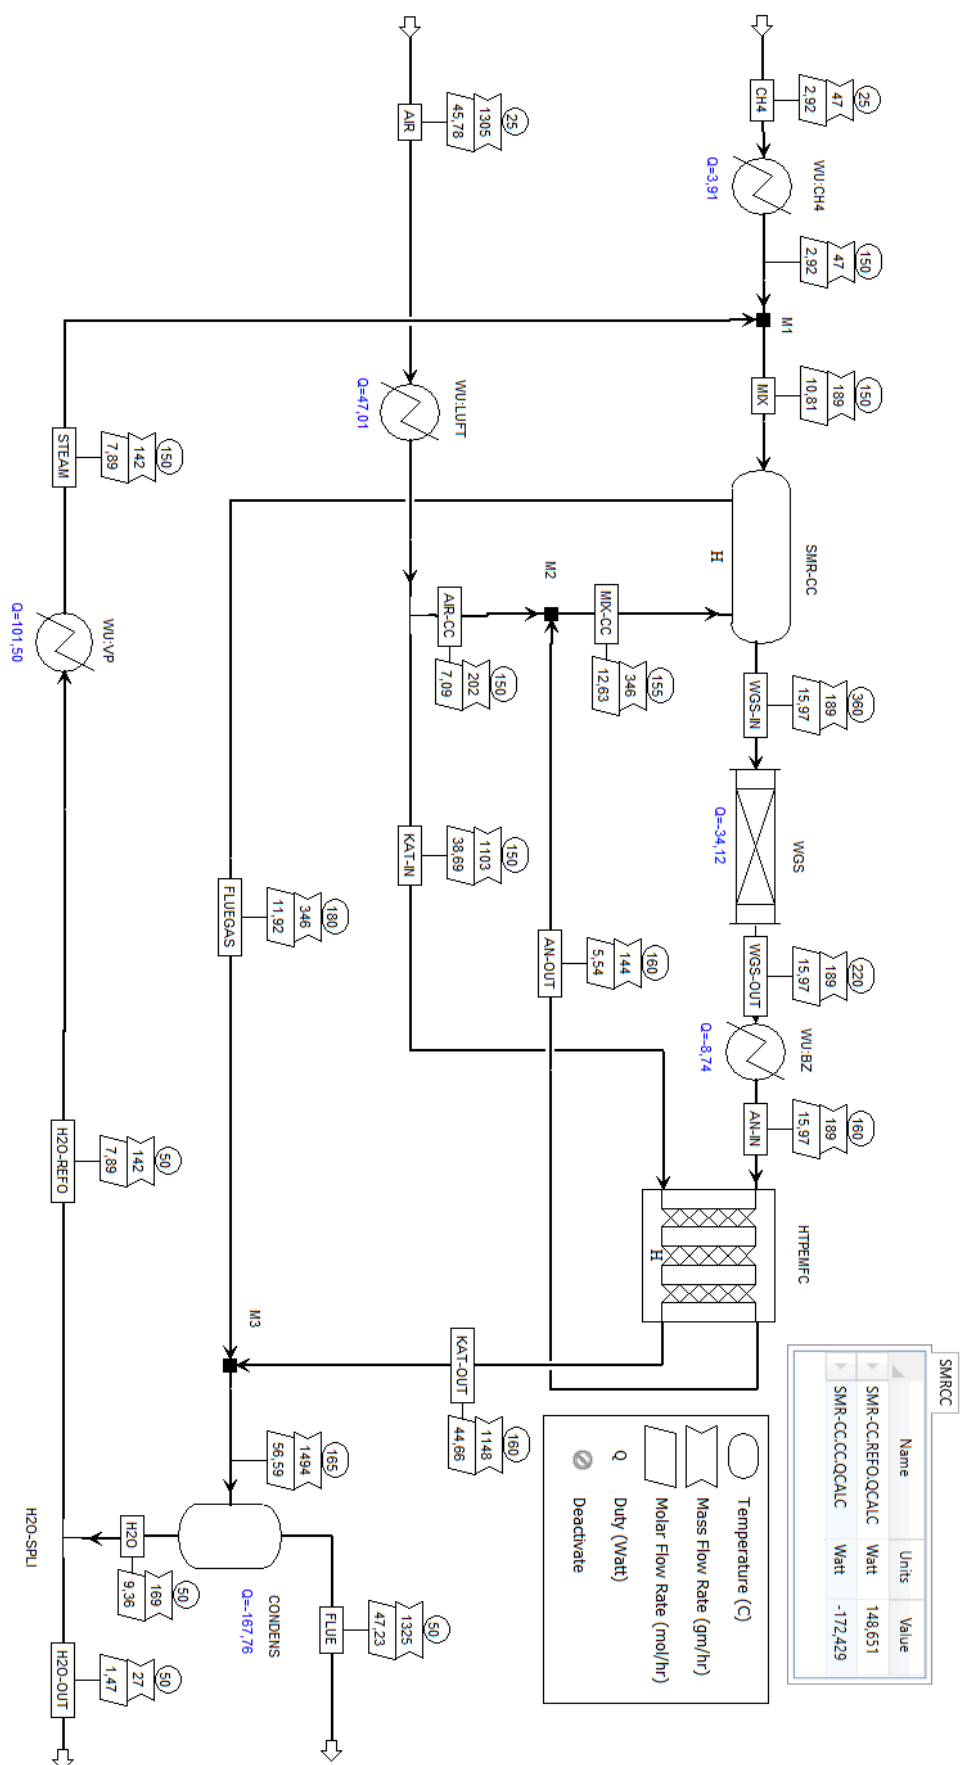 SMRCC
Name Units Value
SMR-CC.REFO.QCALC Watt 148,651
SMR-CC.CC.QCALC Watt -172,429
Temperature (C)
Mass Flow Rate (gm/hr)
Molar Flow Rate (mol/hr)
Q Duty (Watt)
Deactivate
CH4
25
47
2,92
WU:CH4
Q=3,91
150
47
2,92
M1
MIX
150
189
10,81
SMR-CC
H
WGS-IN
360
189
15,97
WGS
Q=-34,12
WGS-OUT
220
189
15,97
WU:BZ
Q=-8,74
AN-IN
160
189
15,97
HTPEMFC
H
AIR
25
1305
45,78
WU:LUFT
Q=47,01
AIR-CC
150
202
7,09
M2
MIX-CC
155
346
12,63
KAT-IN
150
1103
38,69
AN-OUT
160
144
5,54
FLUEGAS
180
346
11,92
KAT-OUT
160
1148
44,66
M3
165
1494
56,59
CONDENS
Q=-167,76
FLUE
50
1325
47,23
H2O
50
169
9,36
H2O-SPLI
H2O-OUT
50
27
1,47
H2O-REFO
50
142
7,89
WU:VP
Q=101,50
STEAM
150
142
7,89